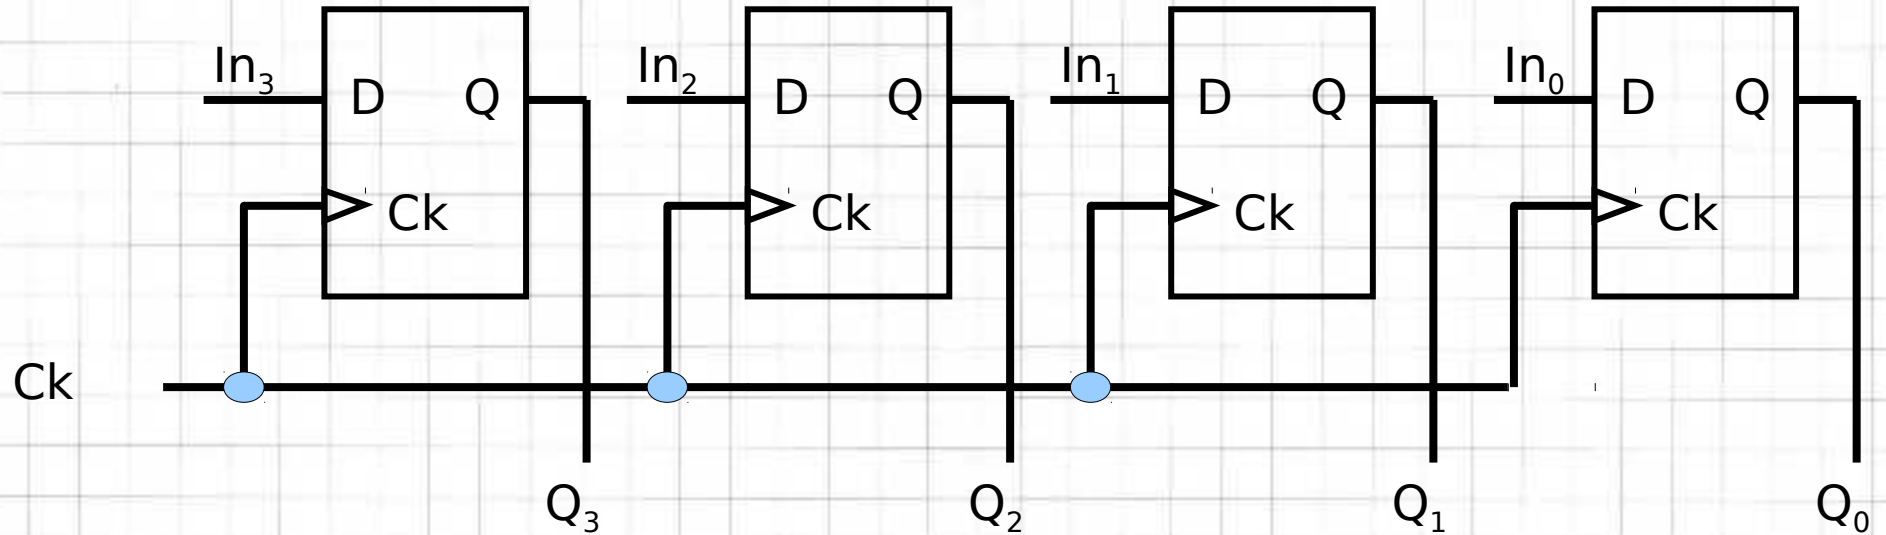 In₃ In₂ In₁ In₀
D Q D Q D Q D Q
Ck Ck Ck Ck
Ck
Q₃ Q₂ Q₁ Q₀